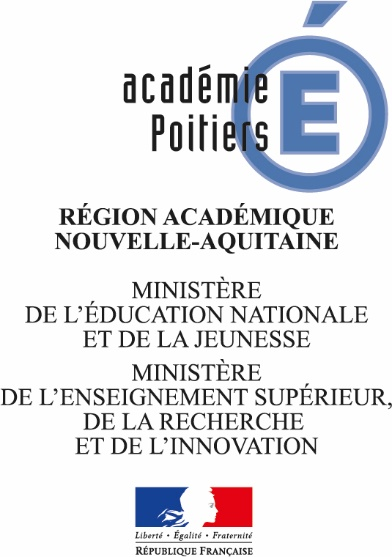 académie
Poitiers
É
RÉGION ACADÉMIQUE
NOUVELLE-AQUITAINE
MINISTÈRE
DE L'ÉDUCATION NATIONALE
ET DE LA JEUNESSE
MINISTÈRE
DE L'ENSEIGNEMENT SUPÉRIEUR,
DE LA RECHERCHE
ET DE L'INNOVATION
Liberté • Égalité • Fraternité
RÉPUBLIQUE FRANÇAISE